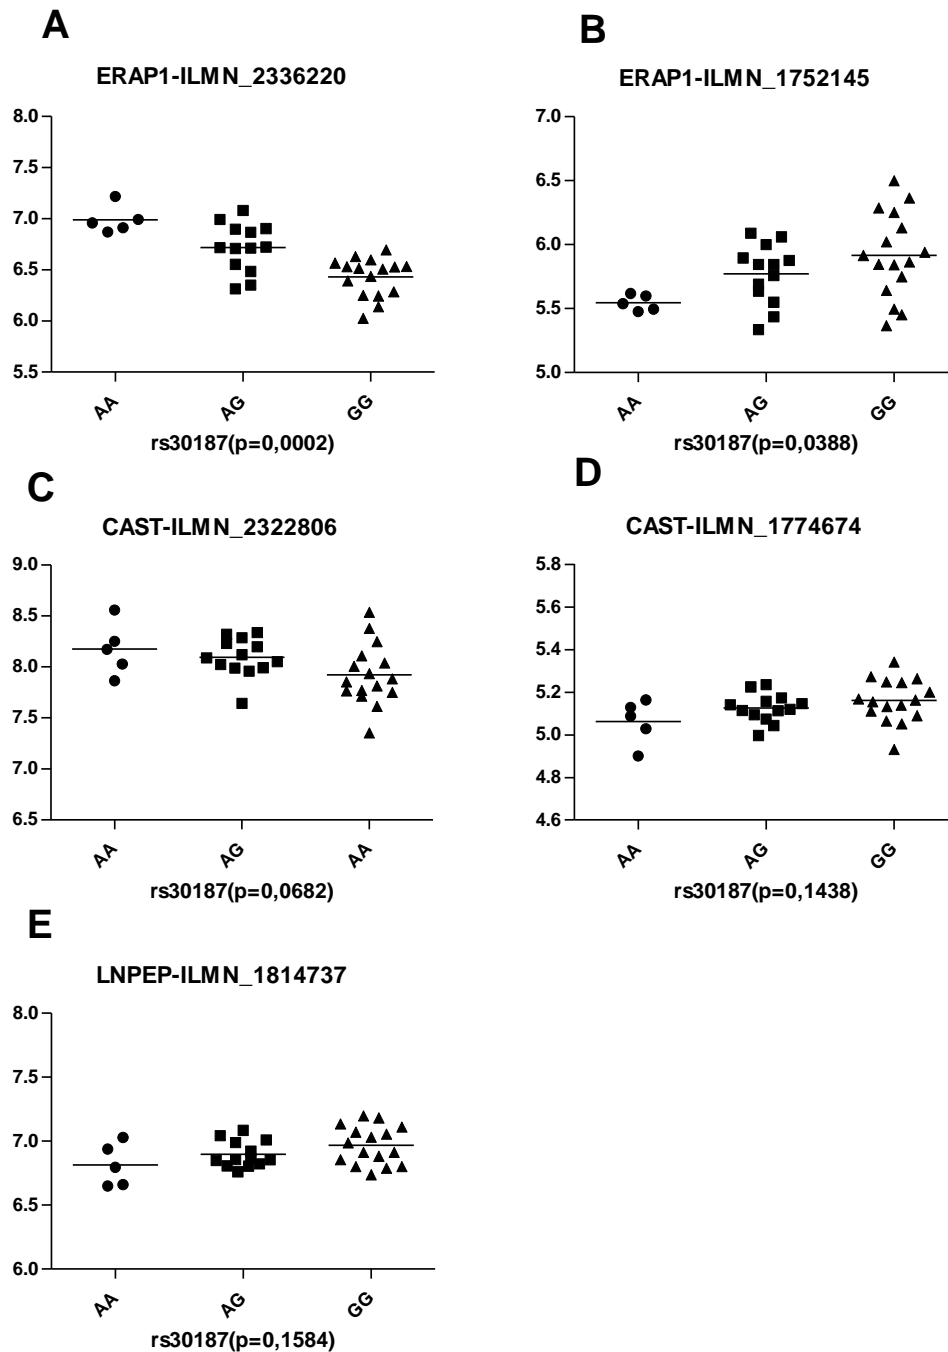 A
ERAP1-ILMN_2336220
8.0
7.5
7.0
6.5
6.0
5.5
AA
AG
GG
rs30187(p=0,0002)
B
ERAP1-ILMN_1752145
7.0
6.5
6.0
5.5
5.0
AA
AG
GG
rs30187(p=0,0388)
C
CAST-ILMN_2322806
9.0
8.5
8.0
7.5
7.0
6.5
AA
AG
AA
rs30187(p=0,0682)
D
CAST-ILMN_1774674
5.8
5.6
5.4
5.2
5.0
4.8
4.6
AA
AG
GG
rs30187(p=0,1438)
E
LNPEP-ILMN_1814737
8.0
7.5
7.0
6.5
6.0
AA
AG
GG
rs30187(p=0,1584)